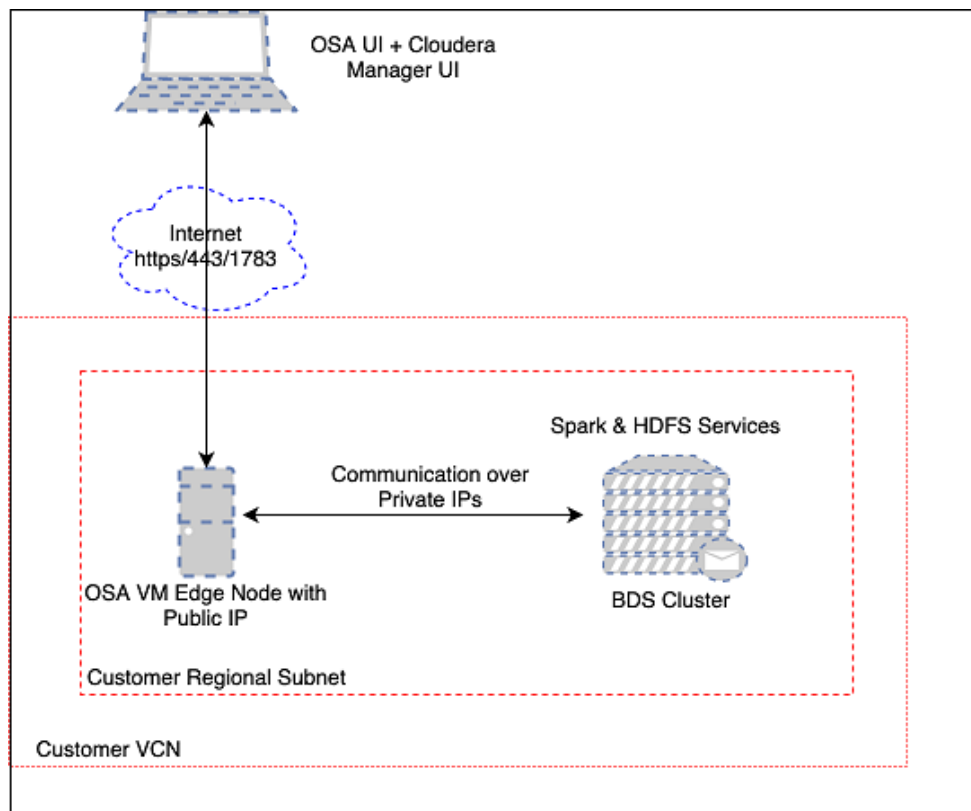 OSA UI + Cloudera
Manager UI
Internet
https/443/1783
Spark & HDFS Services
Communication over
Private IPs
OSA VM Edge Node with
Public IP
BDS Cluster
Customer Regional Subnet
Customer VCN